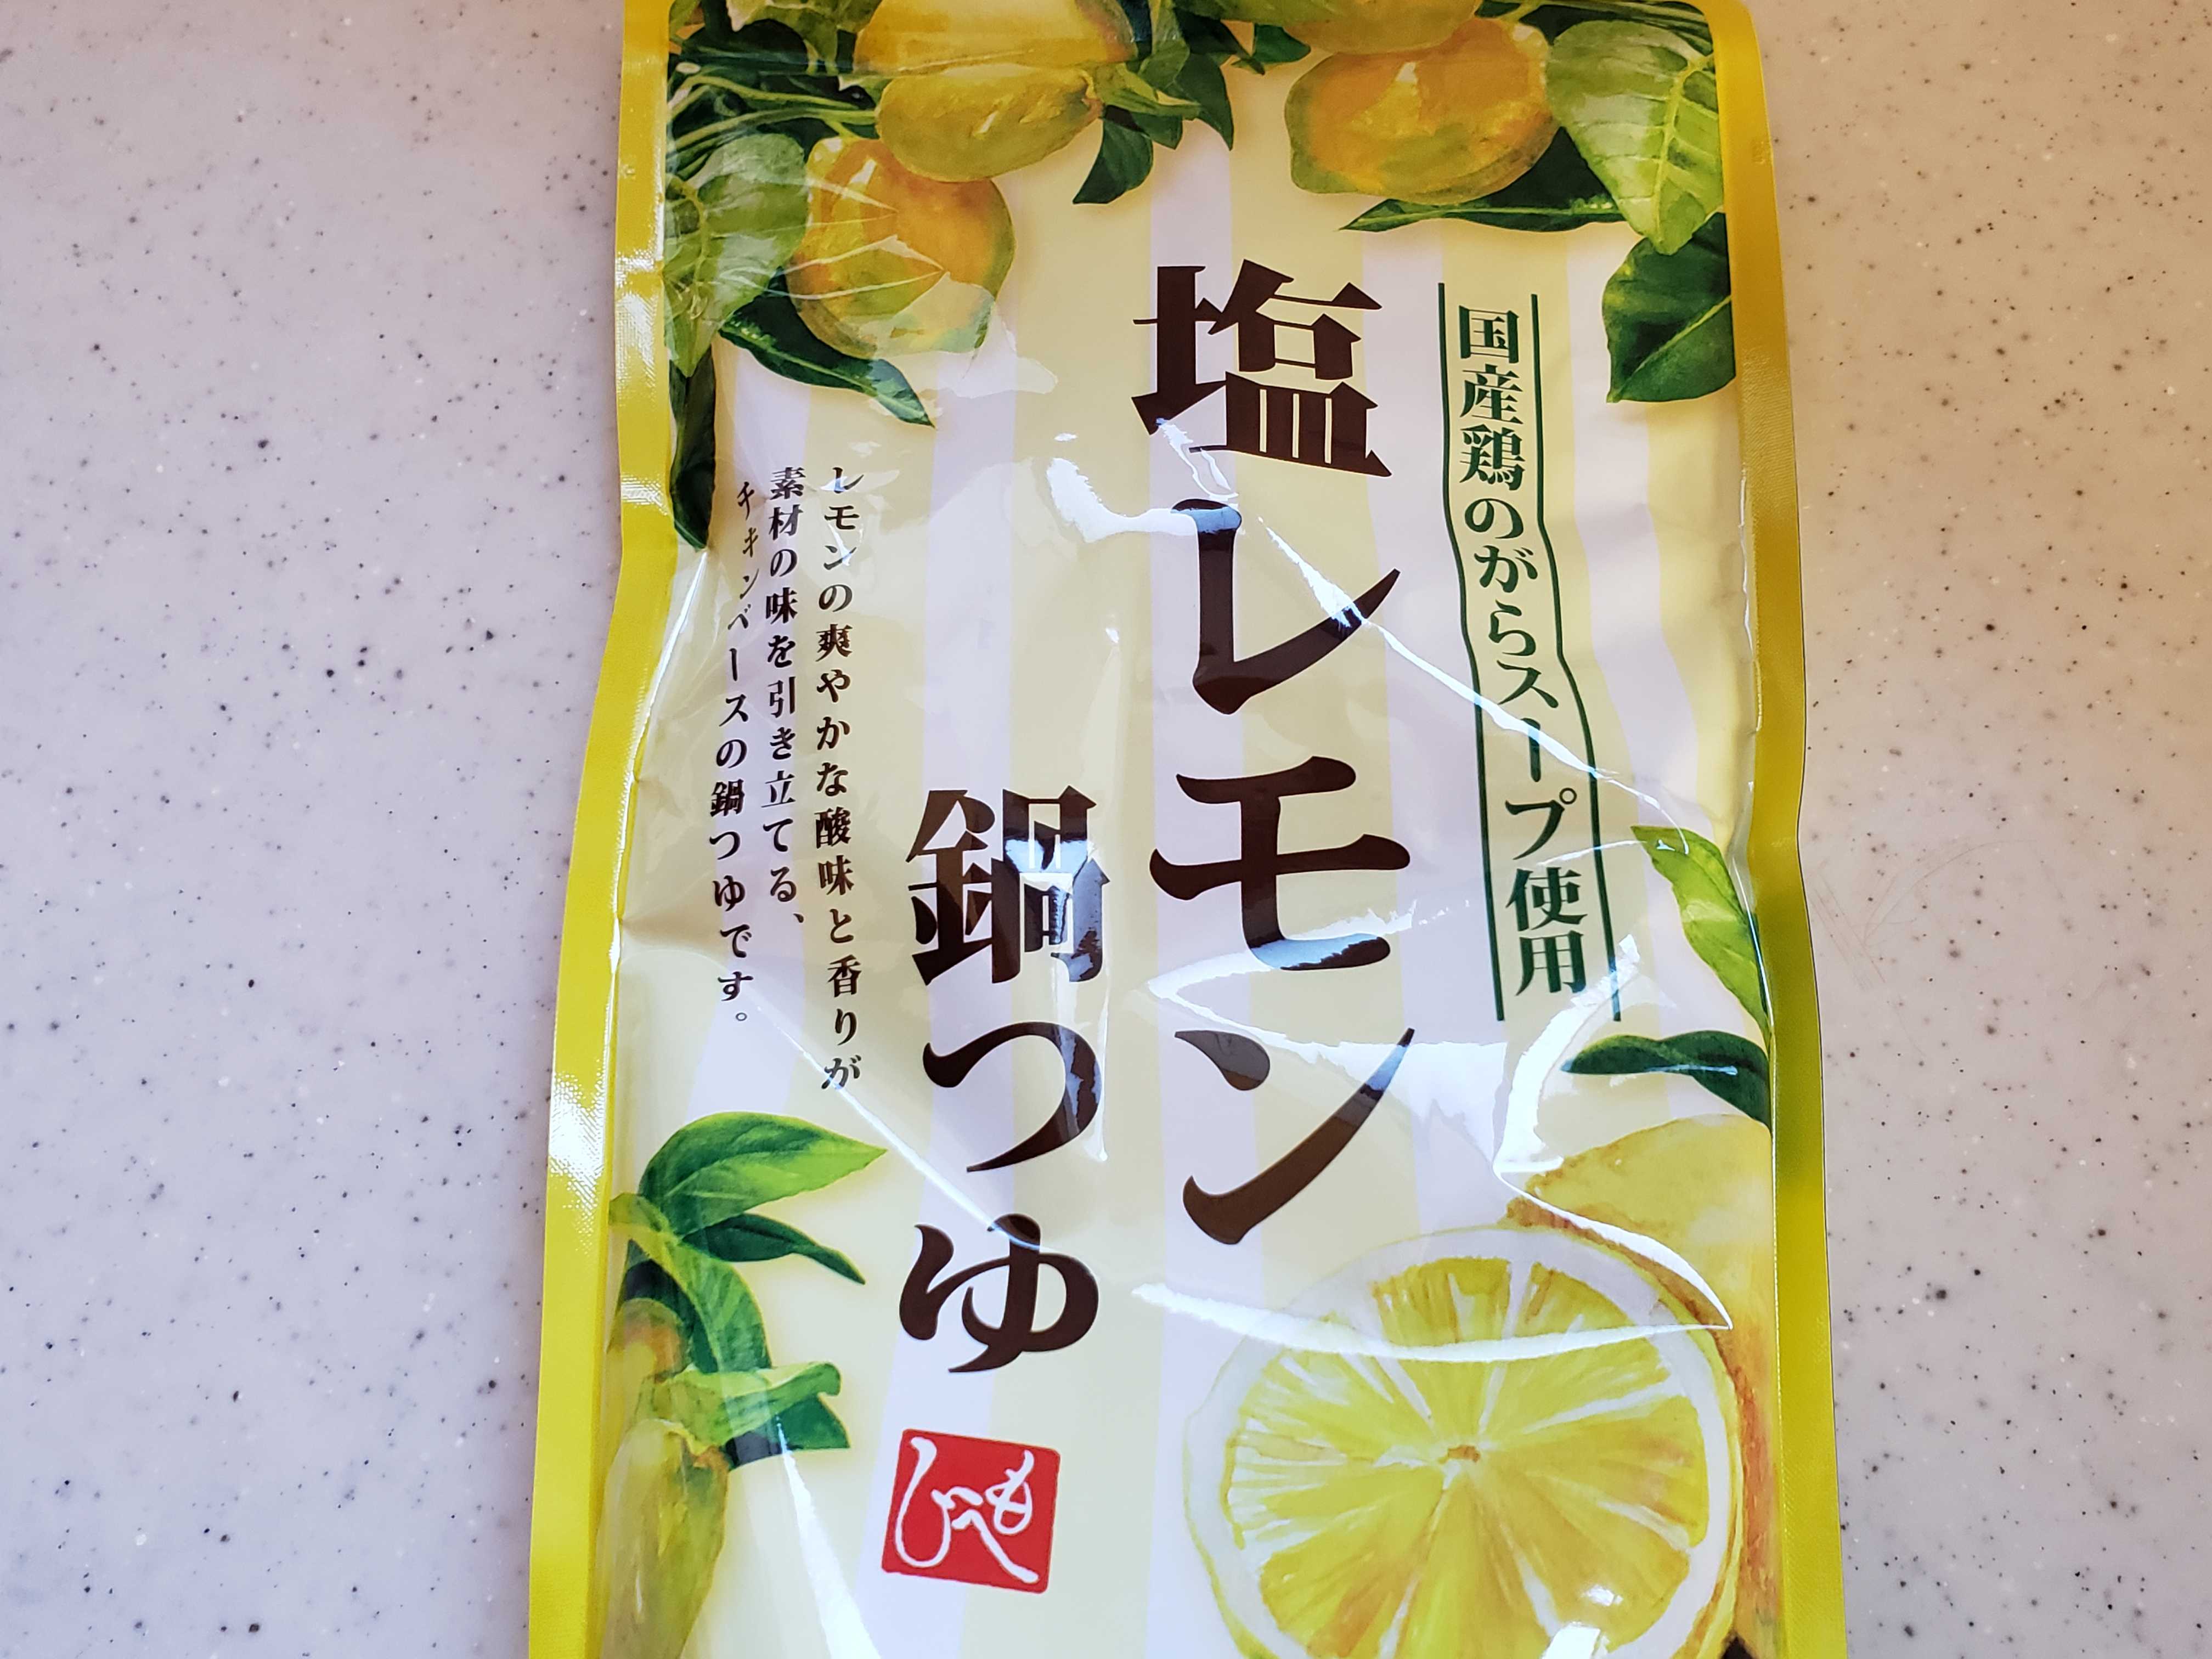 国産鶏のがらスープ使用
塩レモン
鍋つゆ
レモンの爽やかな酸味と香りが
素材の味を引き立てる、
チキンベースの鍋つゆです。
もへじ